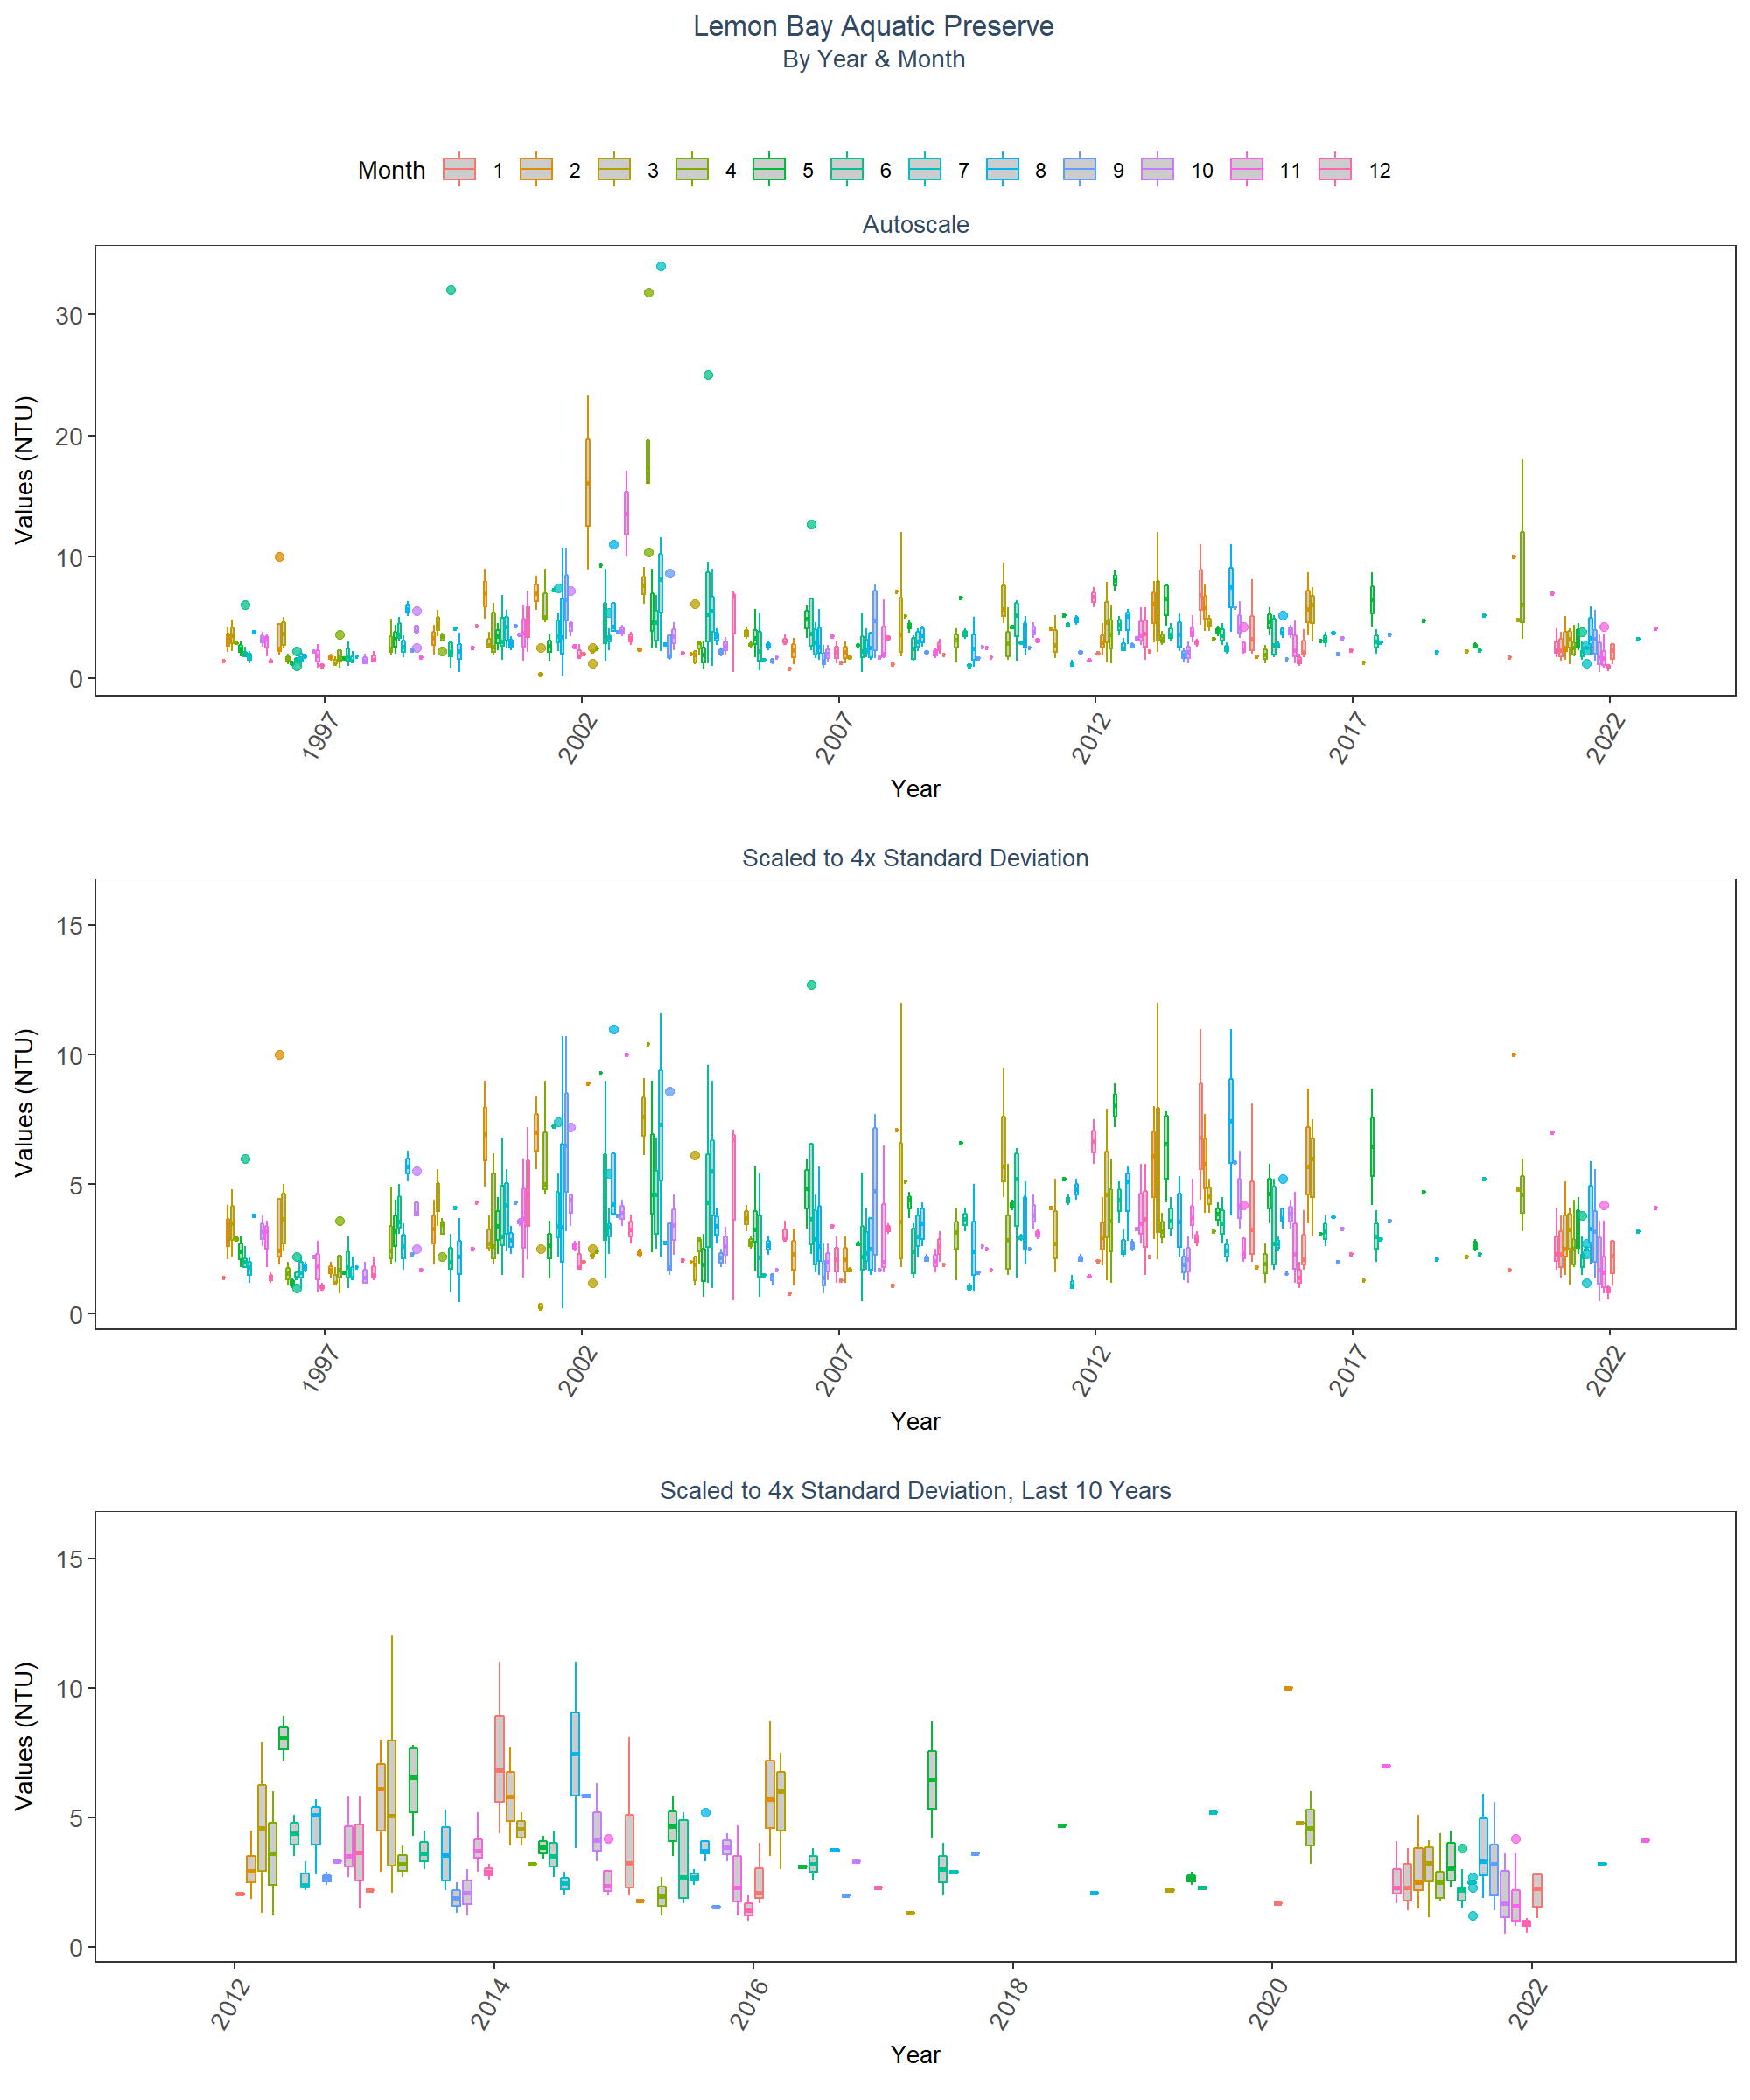 Lemon Bay Aquatic Preserve
By Year & Month
Month 1 2 3 4 5 6 7 8 9 10 11 12
Autoscale
Values (NTU)
30
20
10
0
1997 2002 2007 2012 2017 2022
Year
Scaled to 4x Standard Deviation
Values (NTU)
15
10
5
0
1997 2002 2007 2012 2017 2022
Year
Scaled to 4x Standard Deviation, Last 10 Years
Values (NTU)
15
10
5
0
2012 2014 2016 2018 2020 2022
Year